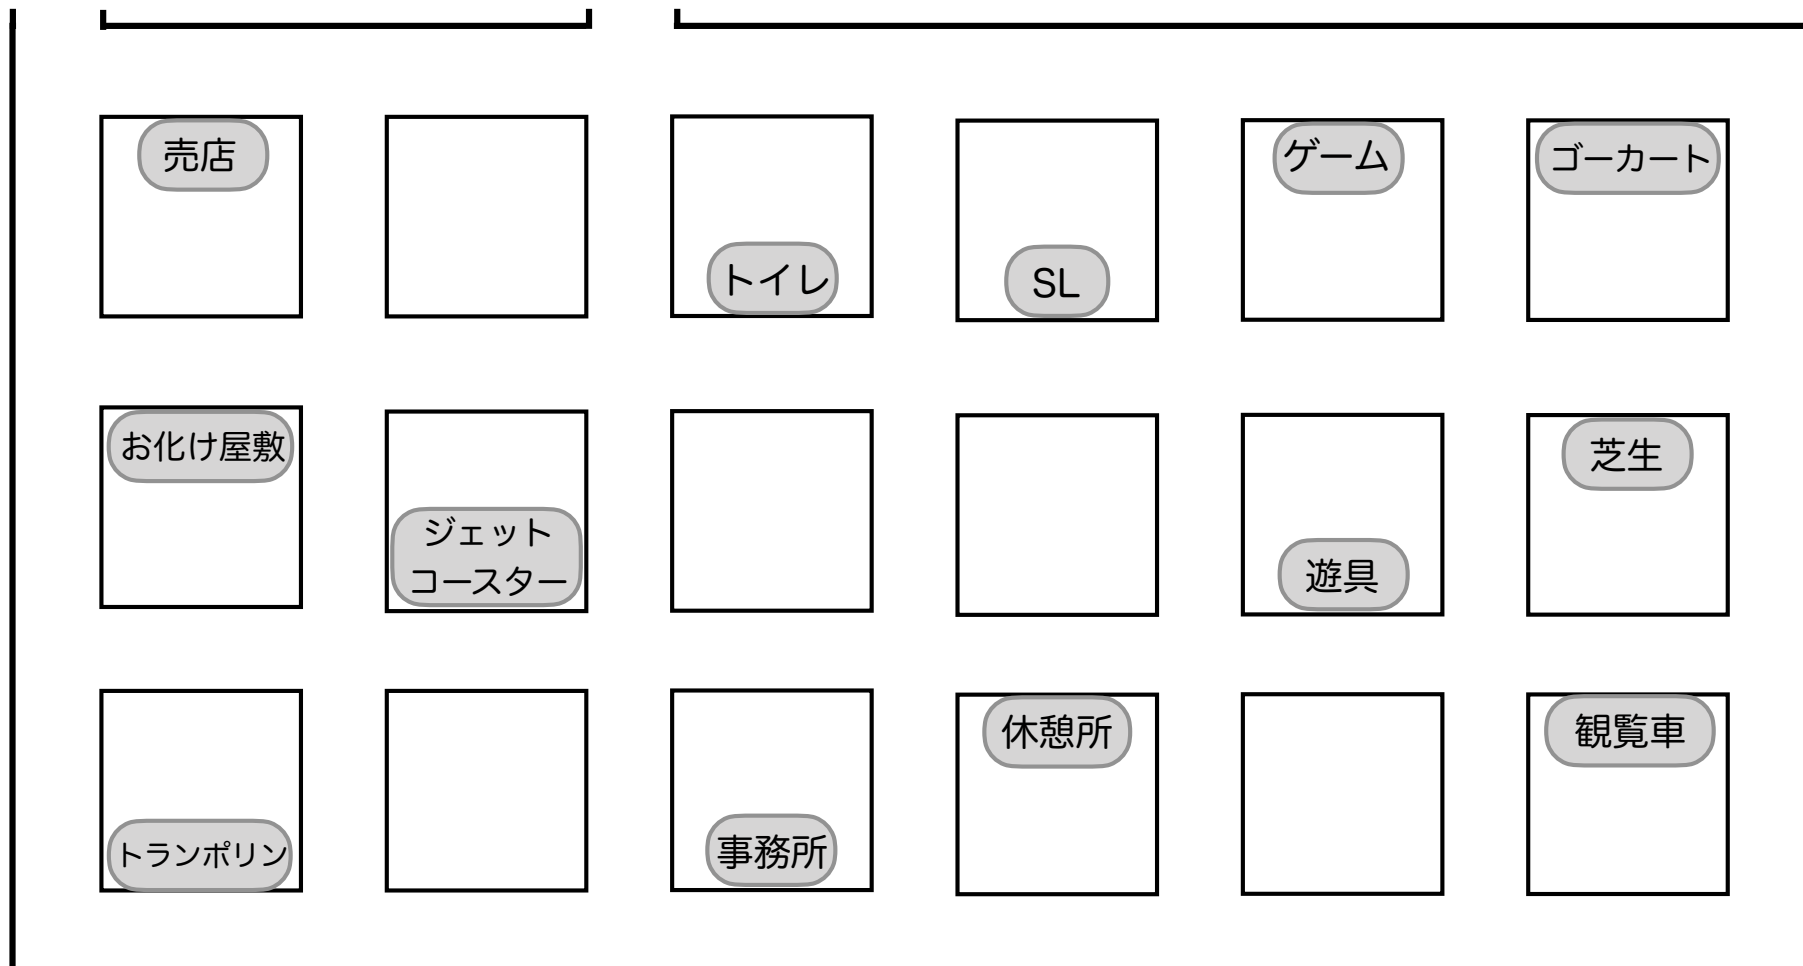 売店
ゲーム
ゴーカート
トイレ
SL
お化け屋敷
芝生
ジェット
コースター
遊具
休憩所
観覧車
トランポリン
事務所